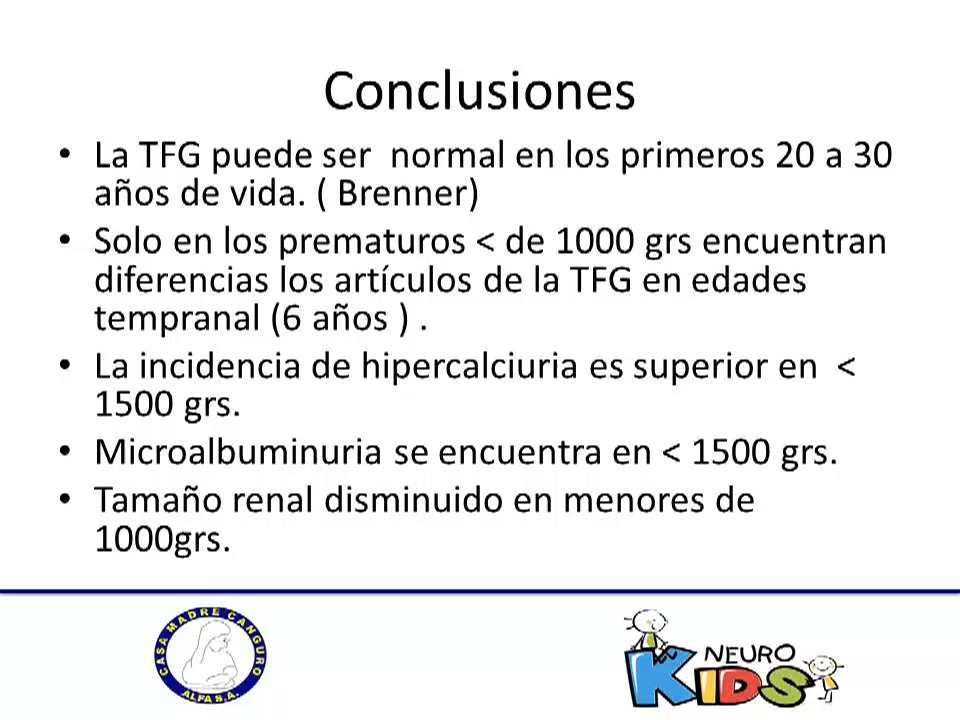 Conclusiones
• La TFG puede ser  normal en los primeros 20 a 30
años de vida. ( Brenner)
• Solo en los prematuros < de 1000 grs encuentran
diferencias los artículos de la TFG en edades
tempranal (6 años ) .
• La incidencia de hipercalciuria es superior en  <
1500 grs.
• Microalbuminuria se encuentra en < 1500 grs.
• Tamaño renal disminuido en menores de
1000grs.
CASA MADRE CANGURO
ALFA S.A.
NEURO
KIDS